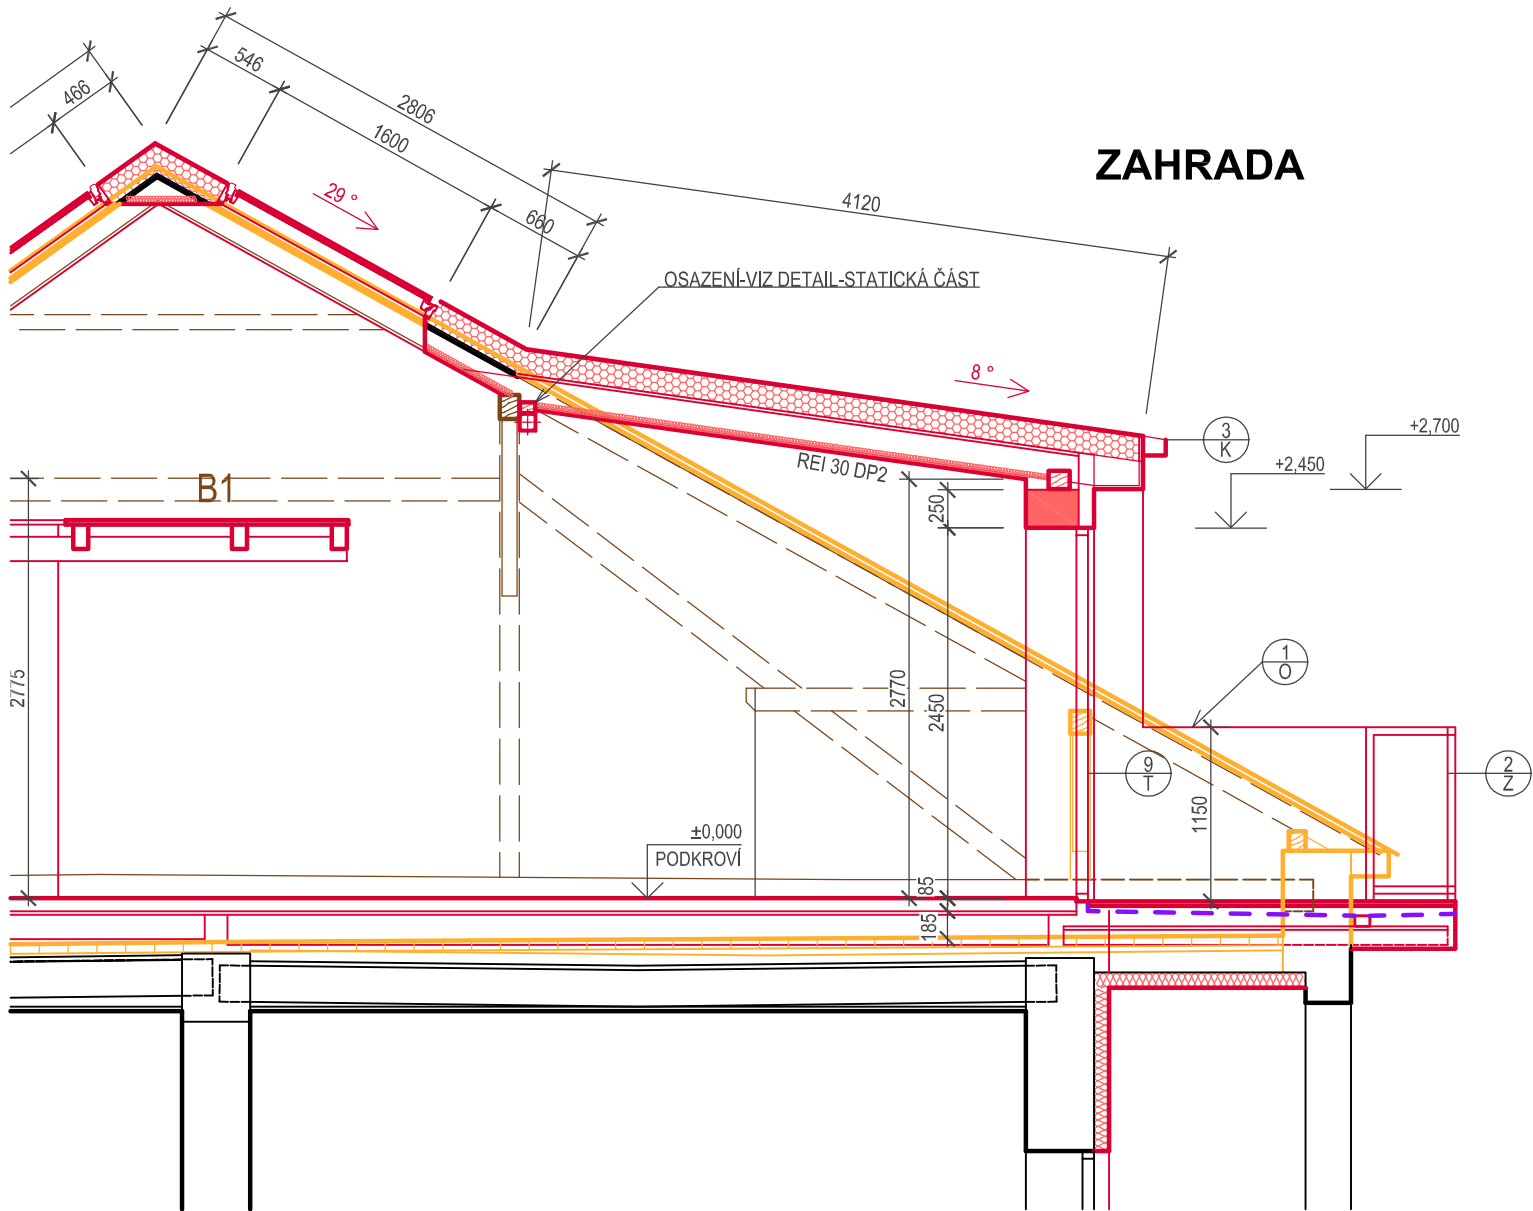 466
546
2806
1600
660
4120
ZAHRADA
29 °
OSAZENÍ-VIZ DETAIL-STATICKÁ ČÁST
8 °
3
K
+2,700
+2,450
REI 30 DP2
B1
250
2775
2770
2450
1
O
9
T
2
Z
1150
±0,000
PODKROVÍ
85
185